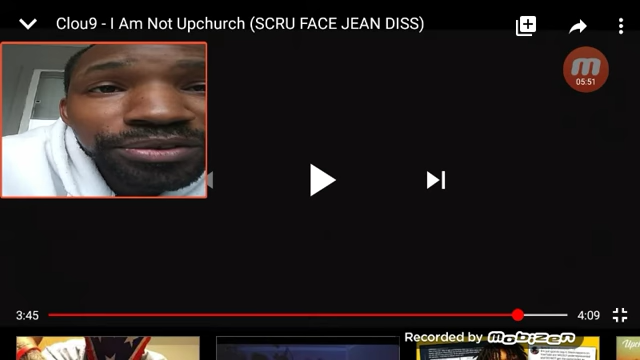 Clou9 - I Am Not Upchurch (SCRU FACE JEAN DISS)
05:51
3:45
4:09
Recorded by mobizen